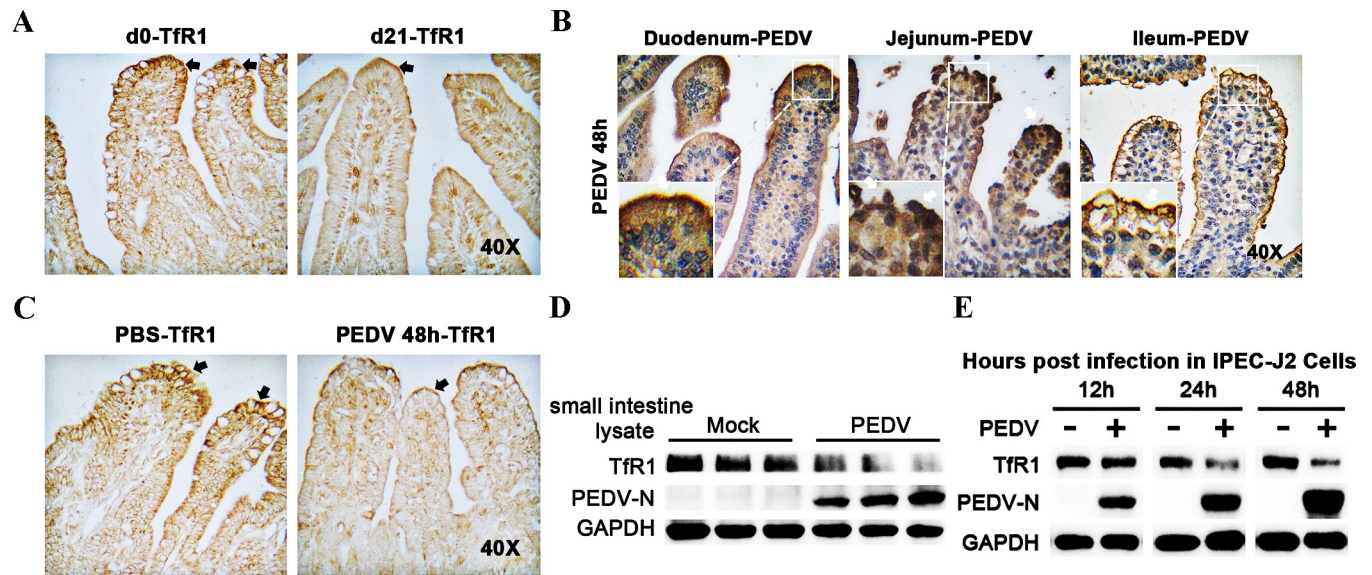 A
d0-TfR1
d21-TfR1
40X
B
Duodenum-PEDV
Jejunum-PEDV
Ileum-PEDV
PEDV 48h
40X
C
PBS-TfR1
PEDV 48h-TfR1
40X
D
small intestine
lysate
Mock
PEDV
TfR1
PEDV-N
GAPDH
E
Hours post infection in IPEC-J2 Cells
12h
24h
48h
PEDV
- + - + - +
TfR1
PEDV-N
GAPDH